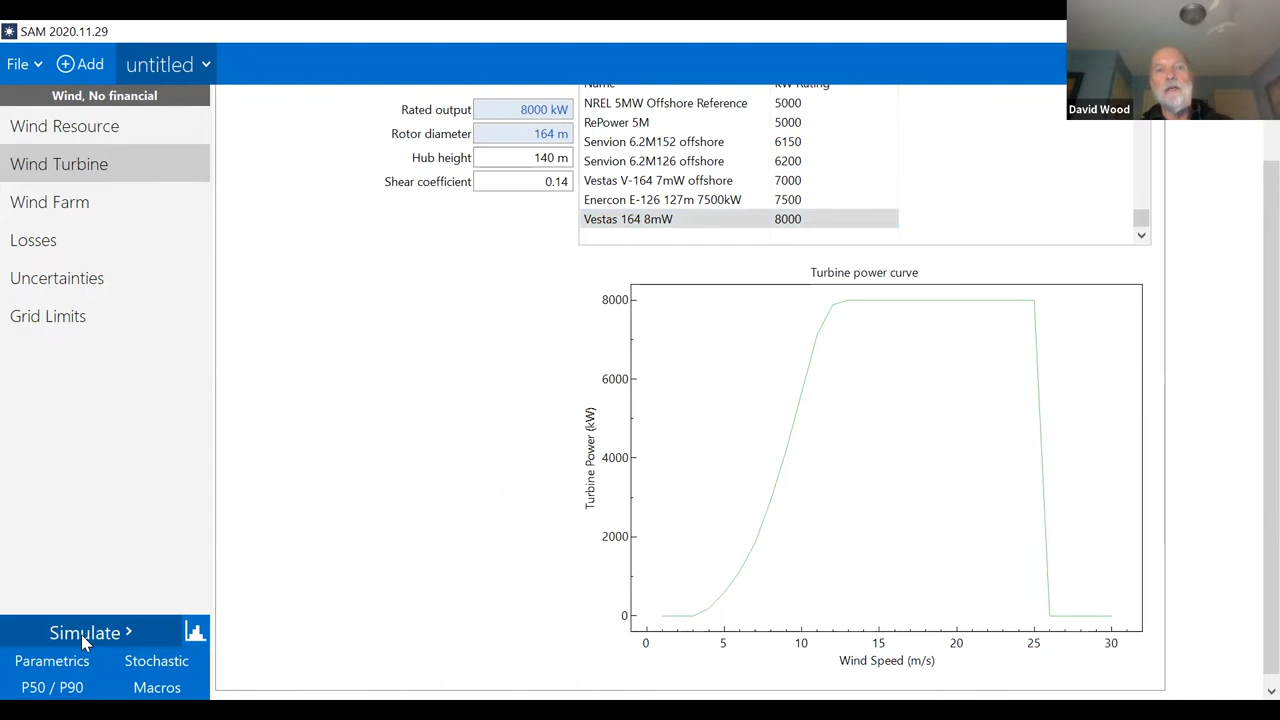 SAM 2020.11.29
File
Add
untitled
David Wood
Wind, No financial
Wind Resource
Wind Turbine
Wind Farm
Losses
Uncertainties
Grid Limits
Rated output 8000 kW
Rotor diameter 164 m
Hub height 140 m
Shear coefficient 0.14
Name KW Rating
NREL 5MW Offshore Reference 5000
RePower 5M 5000
Senvion 6.2M152 offshore 6150
Senvion 6.2M126 offshore 6200
Vestas V-164 7mW offshore 7000
Enercon E-126 127m 7500kW 7500
Vestas 164 8mW 8000
Turbine power curve
8000
6000
4000
2000
0
Turbine Power (kW)
0 5 10 15 20 25 30
Wind Speed (m/s)
Simulate >
Parametrics Stochastic
P50 / P90 Macros